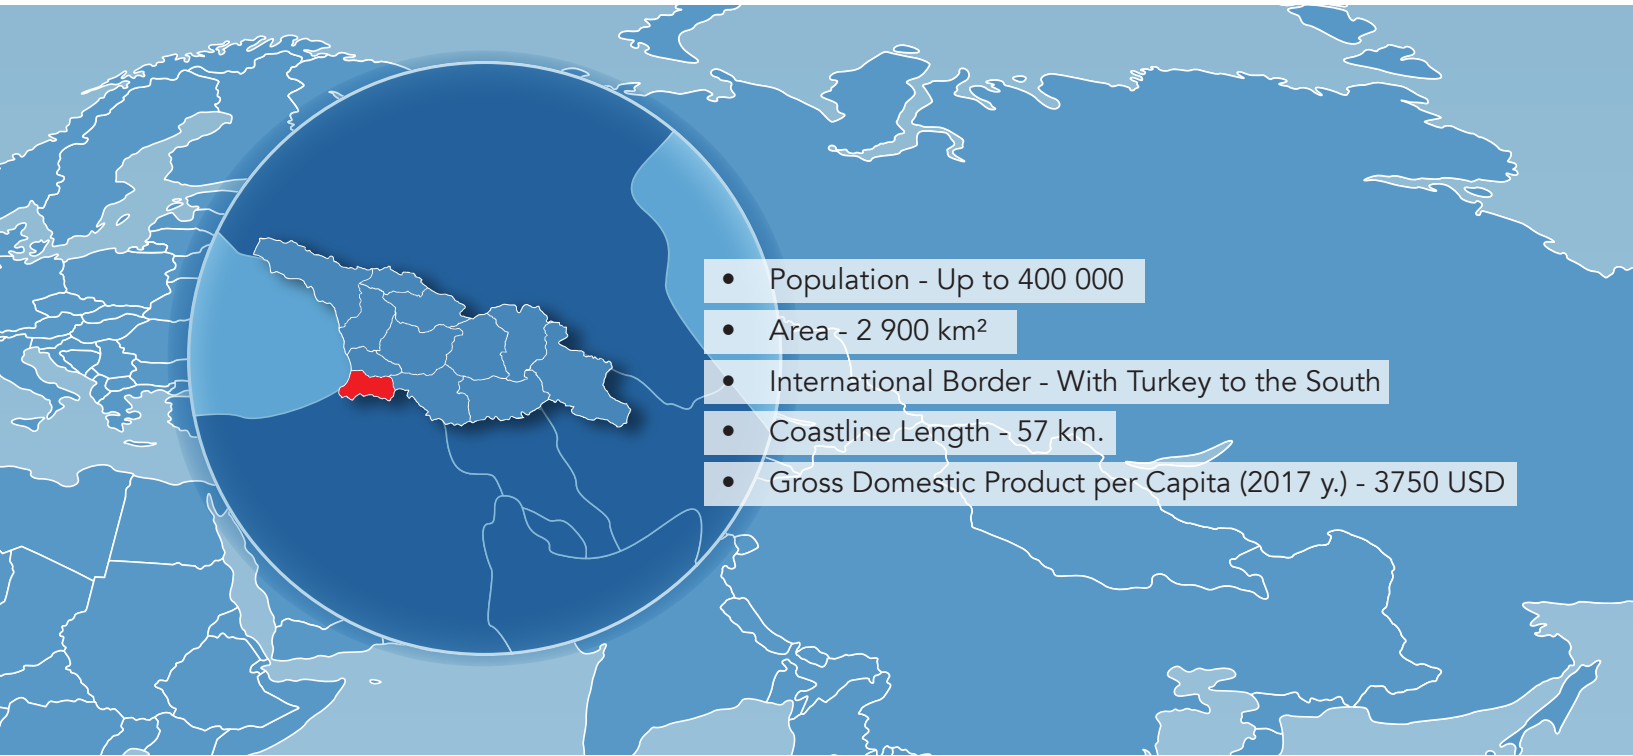 • Population - Up to 400 000
• Area - 2 900 km²
• International Border - With Turkey to the South
• Coastline Length - 57 km.
• Gross Domestic Product per Capita (2017 y.) - 3750 USD